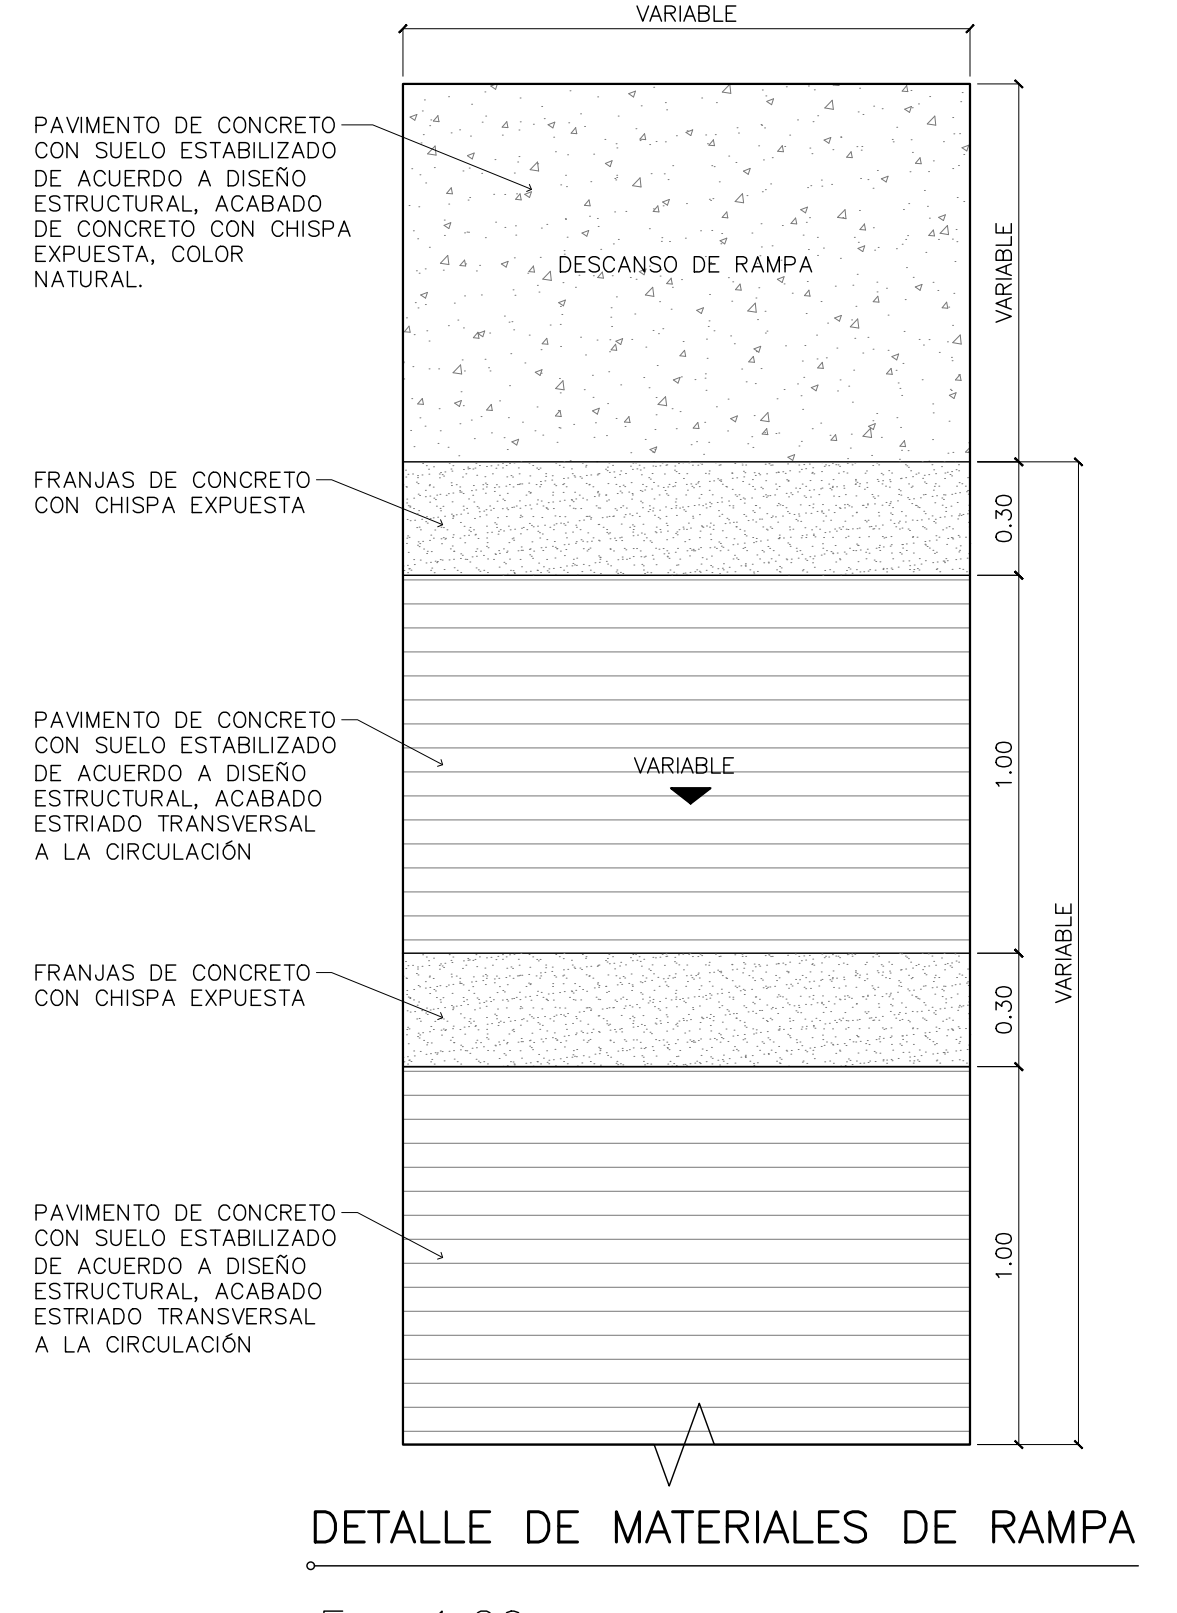 VARIABLE
PAVIMENTO DE CONCRETO
CON SUELO ESTABILIZADO
DE ACUERDO A DISEÑO
ESTRUCTURAL, ACABADO
DE CONCRETO CON CHISPA
EXPUESTA, COLOR
NATURAL.
DESCANSO DE RAMPA
VARIABLE
FRANJAS DE CONCRETO
CON CHISPA EXPUESTA
0.30
PAVIMENTO DE CONCRETO
CON SUELO ESTABILIZADO
DE ACUERDO A DISEÑO
ESTRUCTURAL, ACABADO
ESTRIADO TRANSVERSAL
A LA CIRCULACIÓN
VARIABLE
1.00
VARIABLE
FRANJAS DE CONCRETO
CON CHISPA EXPUESTA
0.30
PAVIMENTO DE CONCRETO
CON SUELO ESTABILIZADO
DE ACUERDO A DISEÑO
ESTRUCTURAL, ACABADO
ESTRIADO TRANSVERSAL
A LA CIRCULACIÓN
1.00
DETALLE DE MATERIALES DE RAMPA